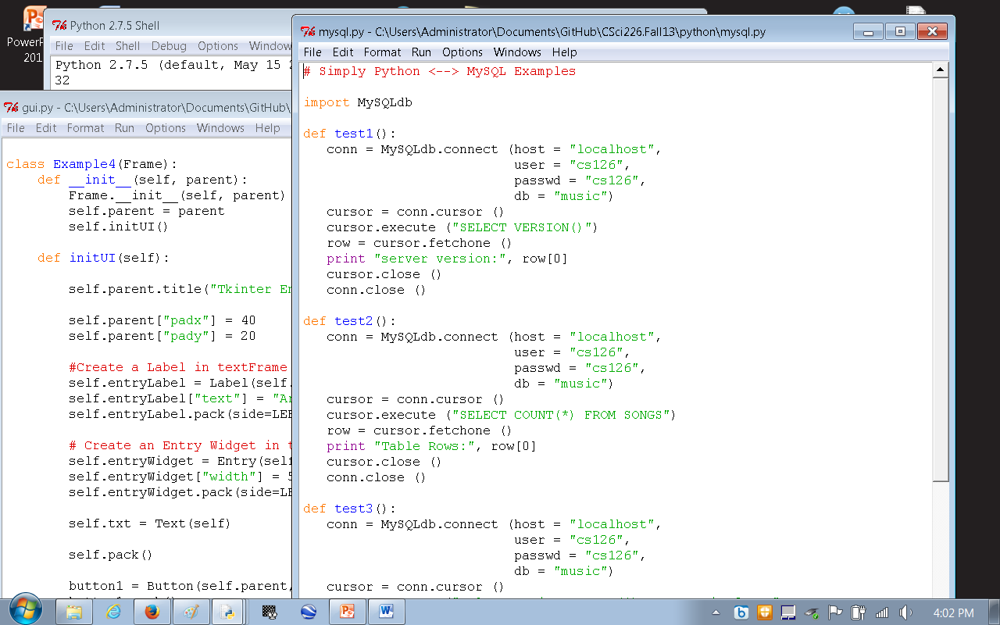 PowerP
201
Python 2.7.5 Shell
File Edit Shell Debug Options Window
Python 2.7.5 (default, May 15 2
32
gui.py - C:\Users\Administrator\Documents\GitHub\
File Edit Format Run Options Windows Help
class Example4(Frame):
    def __init__(self, parent):
        Frame.__init__(self, parent)
        self.parent = parent
        self.initUI()
    def initUI(self):
        self.parent.title("Tkinter En
        self.parent["padx"] = 40
        self.parent["pady"] = 20
        #Create a Label in textFrame
        self.entryLabel = Label(self.
        self.entryLabel["text"] = "Ar
        self.entryLabel.pack(side=LEF
        # Create an Entry Widget in t
        self.entryWidget = Entry(self
        self.entryWidget["width"] = 5
        self.entryWidget.pack(side=LEF
        self.txt = Text(self)
        self.pack()
        button1 = Button(self.parent,
mysql.py - C:\Users\Administrator\Documents\GitHub\CSci226.Fall13\python\mysql.py
File Edit Format Run Options Windows Help
# Simply Python <--> MySQL Examples
import MySQLdb
def test1():
   conn = MySQLdb.connect (host = "localhost",
                           user = "cs126",
                           passwd = "cs126",
                           db = "music")
   cursor = conn.cursor ()
   cursor.execute ("SELECT VERSION()")
   row = cursor.fetchone ()
   print "server version:", row[0]
   cursor.close ()
   conn.close ()
def test2():
   conn = MySQLdb.connect (host = "localhost",
                           user = "cs126",
                           passwd = "cs126",
                           db = "music")
   cursor = conn.cursor ()
   cursor.execute ("SELECT COUNT(*) FROM SONGS")
   row = cursor.fetchone ()
   print "Table Rows:", row[0]
   cursor.close ()
   conn.close ()
def test3():
   conn = MySQLdb.connect (host = "localhost",
                           user = "cs126",
                           passwd = "cs126",
                           db = "music")
   cursor = conn.cursor ()
4:02 PM